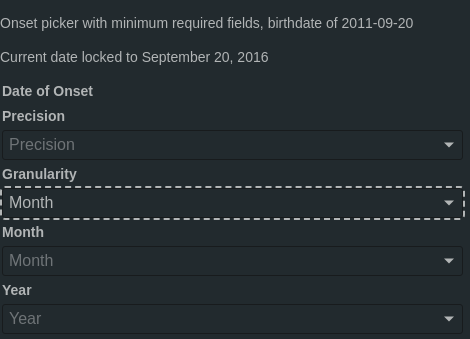 Onset picker with minimum required fields, birthdate of 2011-09-20
Current date locked to September 20, 2016
Date of Onset
Precision
Precision
Granularity
Month
Month
Month
Year
Year